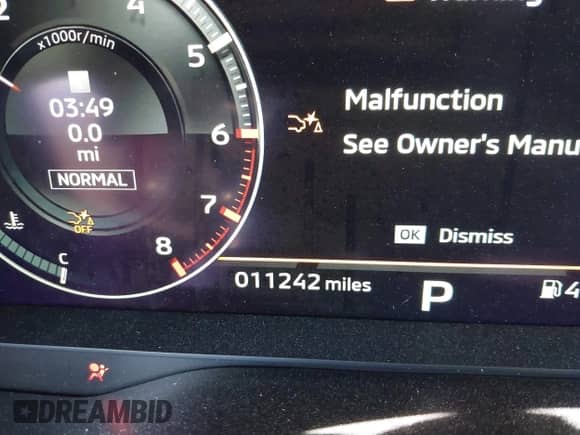 2
4
5
6
7
8
x1000r/min
03:49
0.0
mi
NORMAL
OFF
C
Malfunction
See Owner's Manu
OK Dismiss
011242 miles
P
4
DREAMBID